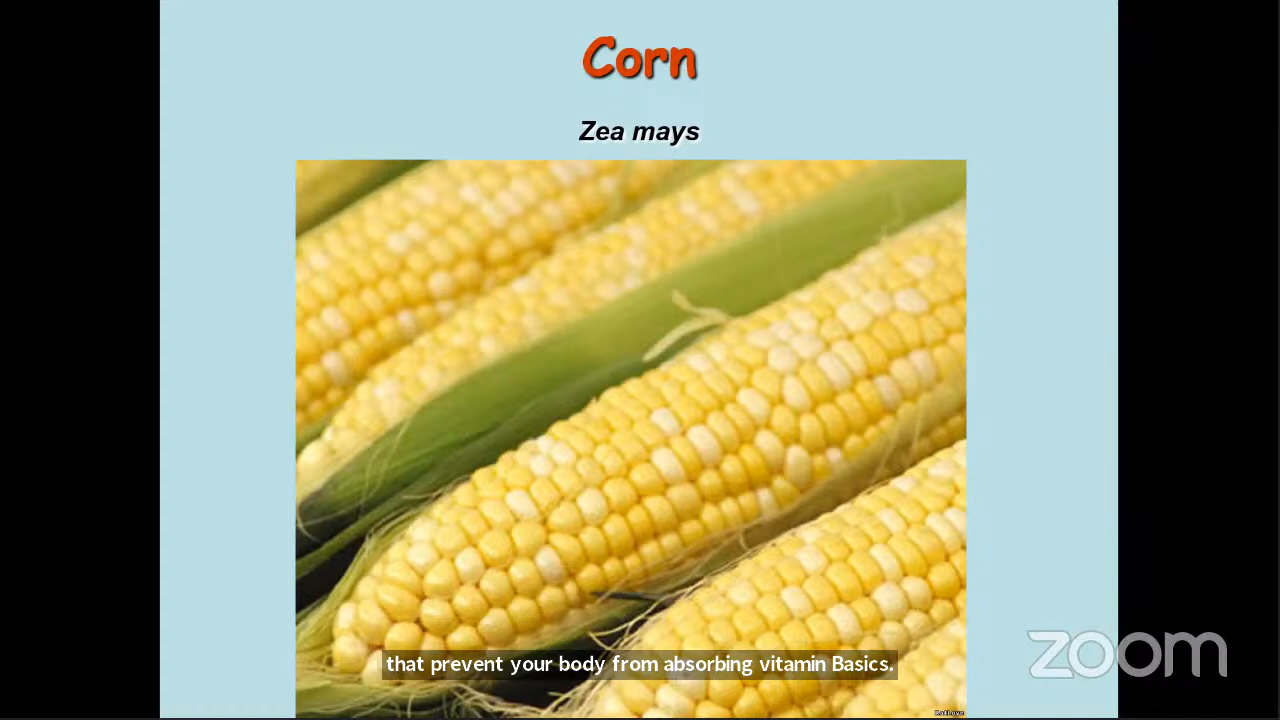 Corn
Zea mays
that prevent your body from absorbing vitamin Basics.
zoom